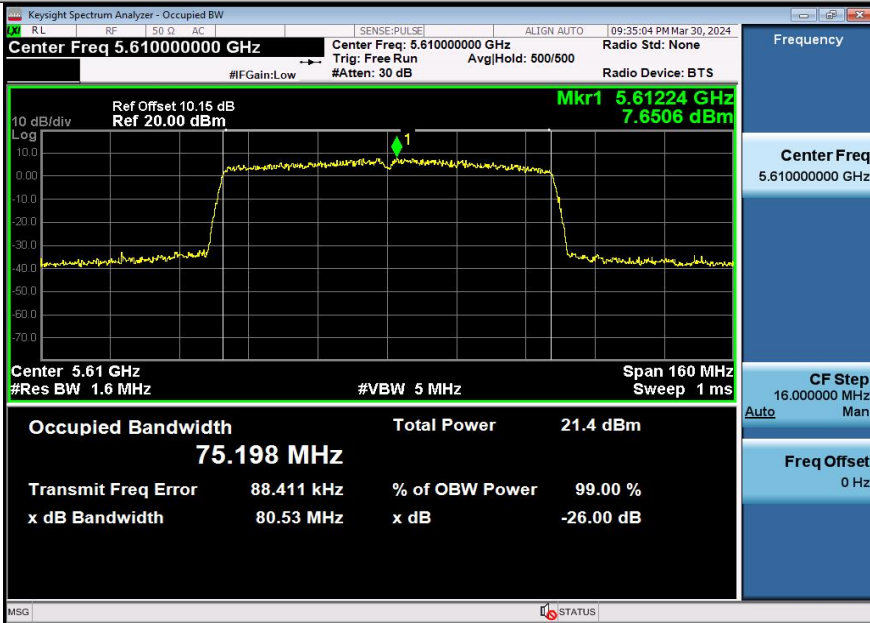 Keysight Spectrum Analyzer - Occupied BW
LXI RL RF 50 Ω AC SENSE:PULSE ALIGN AUTO 09:35:04 PM Mar 30, 2024
Center Freq 5.610000000 GHz
Center Freq: 5.610000000 GHz Radio Std: None
Trig: Free Run Avg|Hold: 500/500
#IFGain:Low #Atten: 30 dB Radio Device: BTS
Frequency
Ref Offset 10.15 dB
10 dB/div Ref 20.00 dBm
Mkr1 5.61224 GHz
7.6506 dBm
Log
1
10.0
0.00
-10.0
-20.0
-30.0
-40.0
-50.0
-60.0
-70.0
Center 5.61 GHz Span 160 MHz
#Res BW 1.6 MHz #VBW 5 MHz Sweep 1 ms
Occupied Bandwidth Total Power 21.4 dBm
75.198 MHz
Transmit Freq Error 88.411 kHz % of OBW Power 99.00 %
x dB Bandwidth 80.53 MHz x dB -26.00 dB
Center Freq
5.610000000 GHz
CF Step
16.000000 MHz
Auto Man
Freq Offset
0 Hz
MSG STATUS